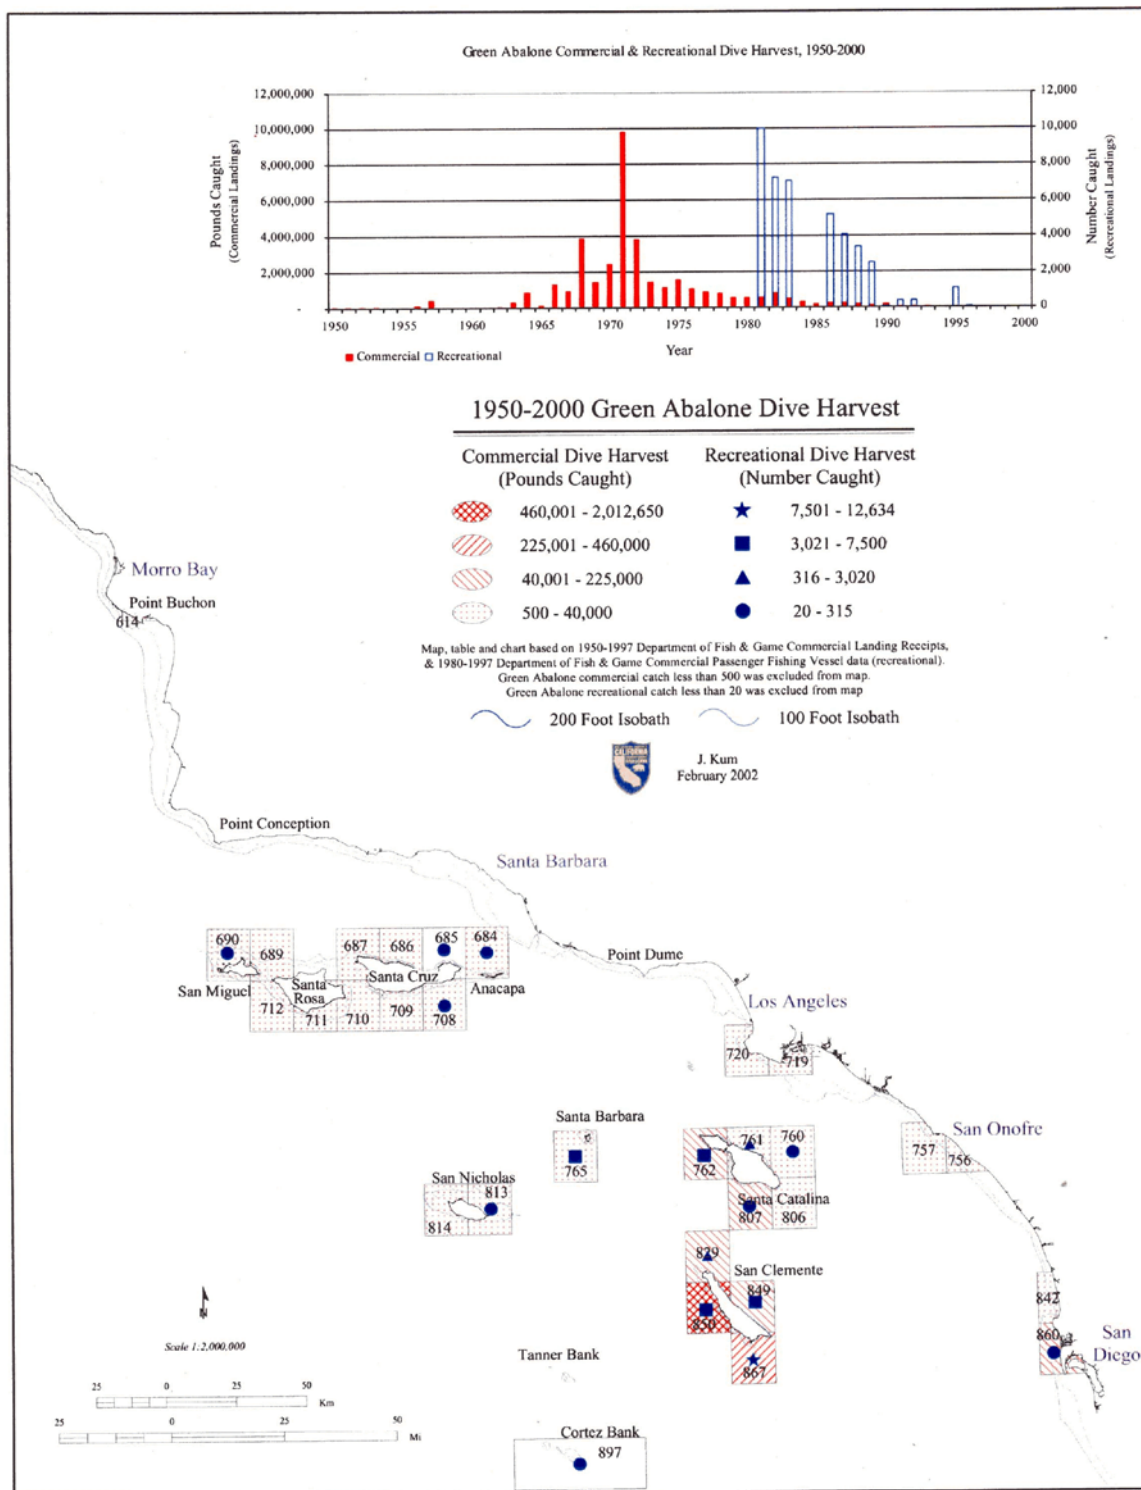 Green Abalone Commercial & Recreational Dive Harvest, 1950-2000
12,000,000
10,000,000
8,000,000
6,000,000
4,000,000
2,000,000
-
Pounds Caught
(Commercial Landings)
12,000
10,000
8,000
6,000
4,000
2,000
0
Number Caught
(Recreational Landings)
1950 1955 1960 1965 1970 1975 1980 1985 1990 1995 2000
Year
Commercial Recreational
1950-2000 Green Abalone Dive Harvest
Commercial Dive Harvest
(Pounds Caught)
460,001 - 2,012,650
225,001 - 460,000
40,001 - 225,000
500 - 40,000
Recreational Dive Harvest
(Number Caught)
7,501 - 12,634
3,021 - 7,500
316 - 3,020
20 - 315
Map, table and chart based on 1950-1997 Department of Fish & Game Commercial Landing Receipts,
& 1980-1997 Department of Fish & Game Commercial Passenger Fishing Vessel data (recreational).
Green Abalone commercial catch less than 500 was excluded from map.
Green Abalone recreational catch less than 20 was exclued from map
200 Foot Isobath 100 Foot Isobath
CALIFORNIA
J. Kum
February 2002
Morro Bay
Point Buchon
614
Point Conception
Santa Barbara
Point Dume
Los Angeles
690
689
687
686
685
684
San Miguel
Santa
Rosa
Santa Cruz
Anacapa
712
711
710
709
708
720
719
Santa Barbara
765
San Nicholas
813
814
762
761
760
Santa Catalina
807
806
757
756
San Onofre
829
San Clemente
849
850
867
842
860
San
Diego
Tanner Bank
Cortez Bank
897
N
Scale 1:2,000,000
25 0 25 50
Km
25 0 25 50
Mi